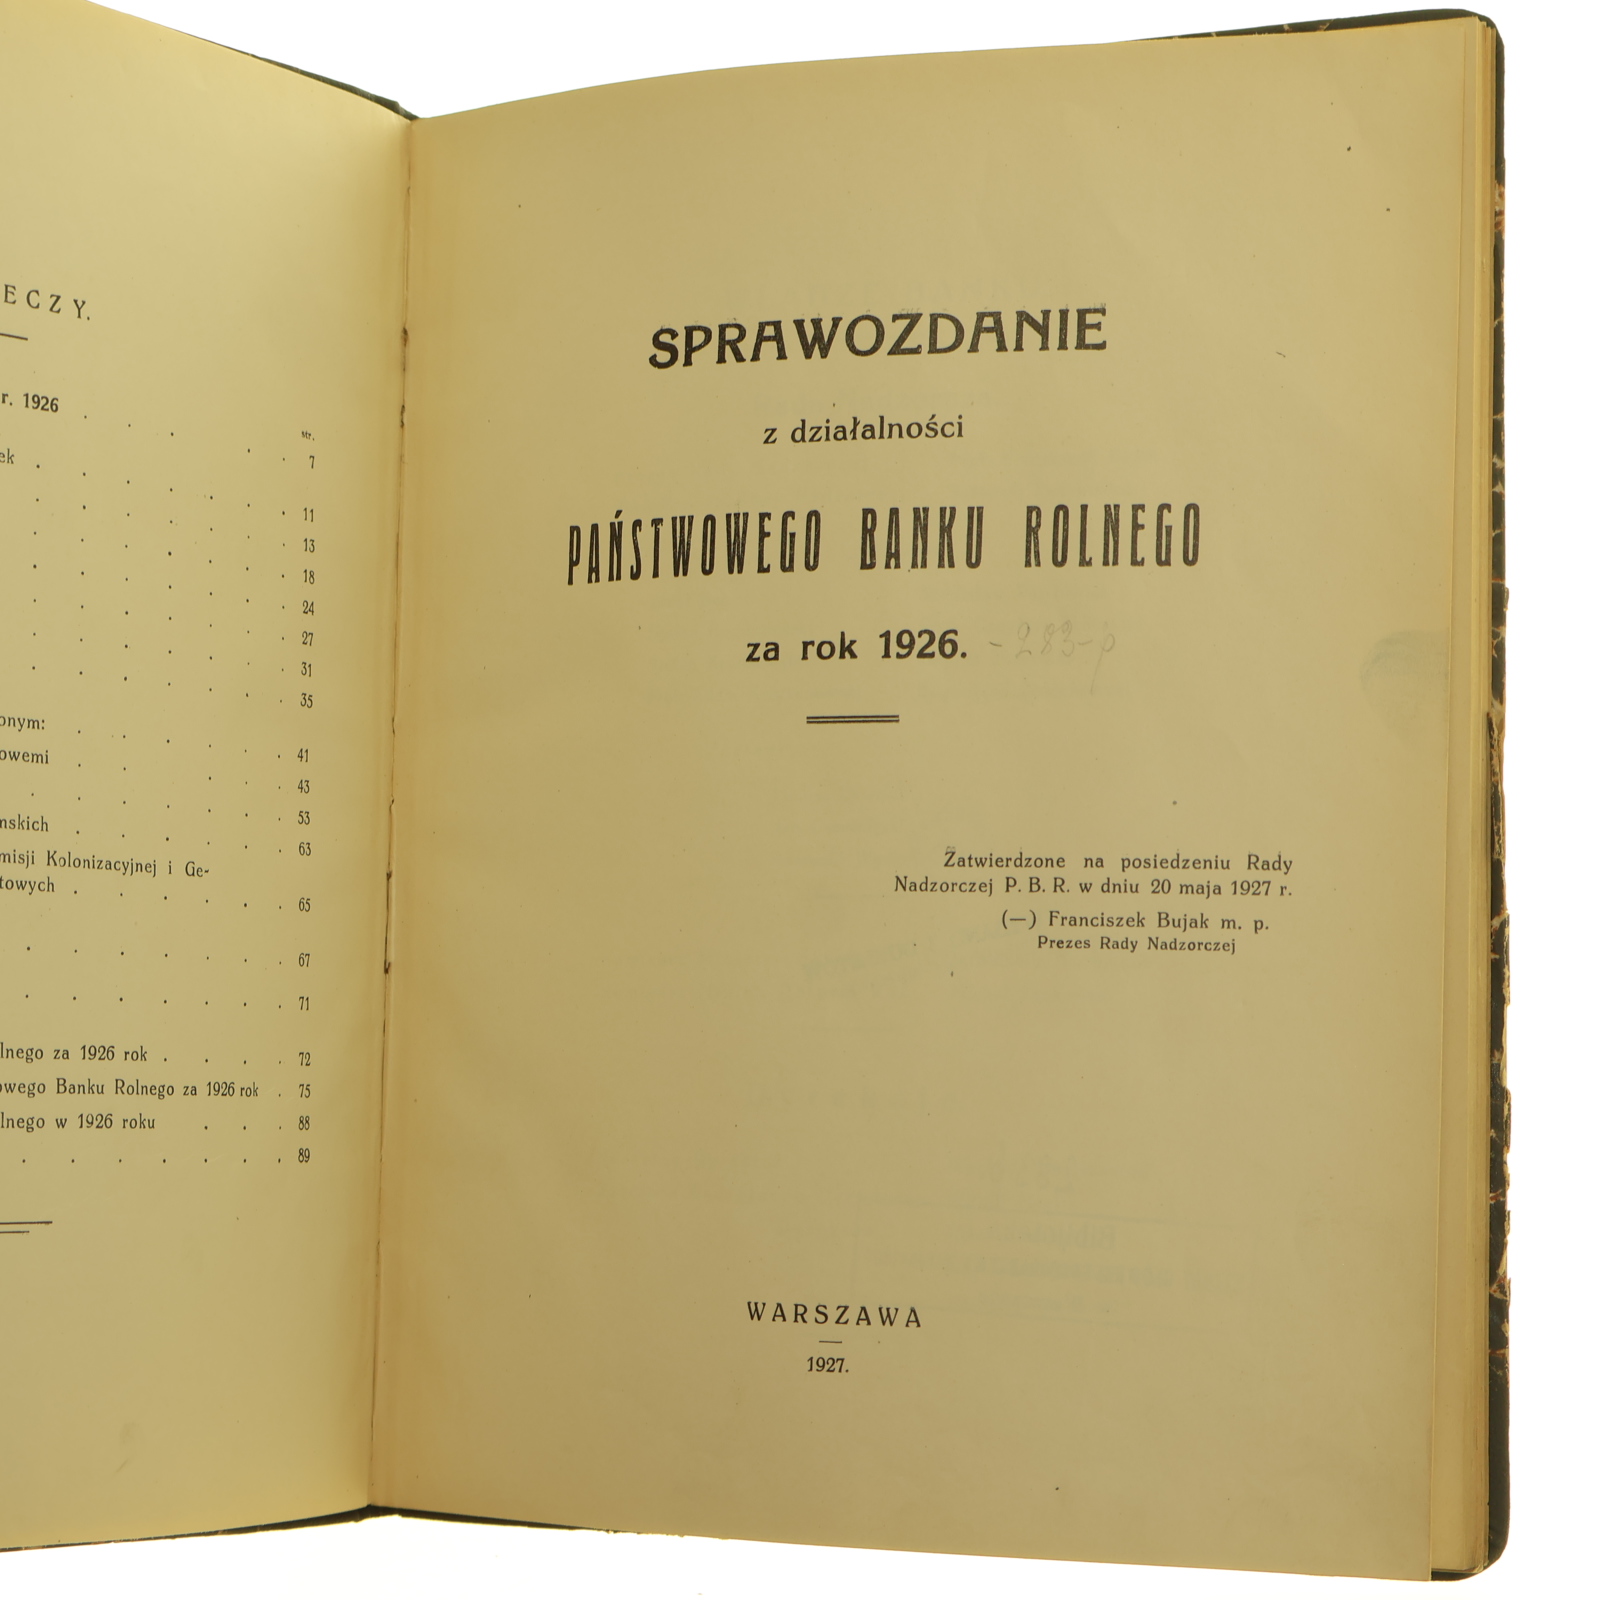 ECZY.
r. 1926
str.
7
ek
11
13
18
24
27
31
35
onym:
owemi
41
43
53
nskich
63
misji Kolonizacyjnej i Ge-
towych
65
67
71
lnego za 1926 rok . . . . 72
owego Banku Rolnego za 1926 rok . 75
lnego w 1926 roku . . . 88
89
SPRAWOZDANIE
z działalności
PAŃSTWOWEGO BANKU ROLNEGO
za rok 1926. - 283-p
Zatwierdzone na posiedzeniu Rady
Nadzorczej P. B. R. w dniu 20 maja 1927 r.
(—) Franciszek Bujak m. p.
Prezes Rady Nadzorczej
WARSZAWA
1927.